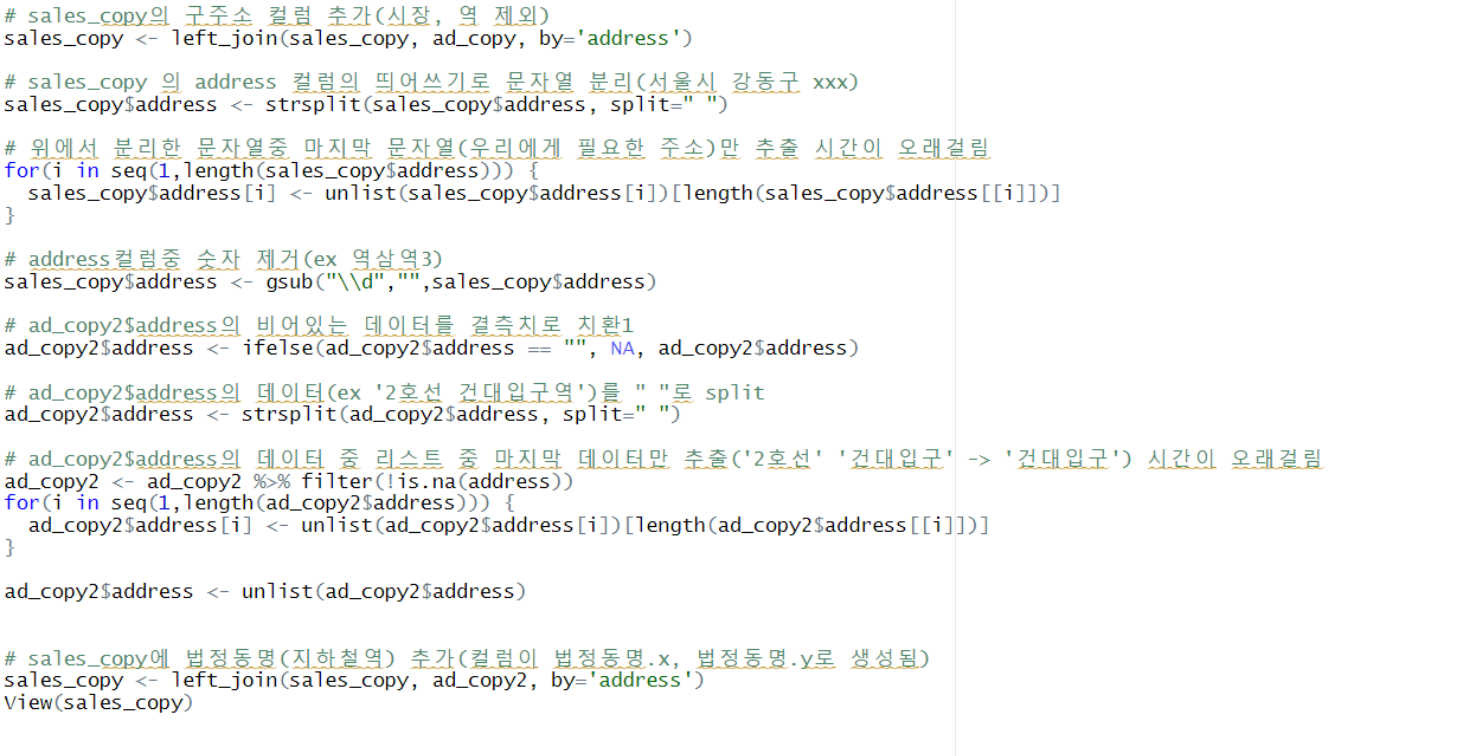 # sales_copy의 구주소 컬럼 추가(시장, 역 제외)
sales_copy <- left_join(sales_copy, ad_copy, by='address')
# sales_copy 의 address 컬럼의 띄어쓰기로 문자열 분리(서울시 강동구 xxx)
sales_copy$address <- strsplit(sales_copy$address, split=" ")
# 위에서 분리한 문자열중 마지막 문자열(우리에게 필요한 주소)만 추출 시간이 오래걸림
for(i in seq(1,length(sales_copy$address))) {
  sales_copy$address[i] <- unlist(sales_copy$address[i])[length(sales_copy$address[[i]])]
}
# address컬럼중 숫자 제거(ex 역삼역3)
sales_copy$address <- gsub("\\d","",sales_copy$address)
# ad_copy2$address의 비어있는 데이터를 결측치로 치환1
ad_copy2$address <- ifelse(ad_copy2$address == "", NA, ad_copy2$address)
# ad_copy2$address의 데이터(ex '2호선 건대입구역')를 " "로 split
ad_copy2$address <- strsplit(ad_copy2$address, split=" ")
# ad_copy2$address의 데이터 중 리스트 중 마지막 데이터만 추출('2호선' '건대입구' -> '건대입구') 시간이 오래걸림
ad_copy2 <- ad_copy2 %>% filter(!is.na(address))
for(i in seq(1,length(ad_copy2$address))) {
  ad_copy2$address[i] <- unlist(ad_copy2$address[i])[length(ad_copy2$address[[i]])]
}
ad_copy2$address <- unlist(ad_copy2$address)
# sales_copy에 법정동명(지하철역) 추가(컬럼이 법정동명.x, 법정동명.y로 생성됨)
sales_copy <- left_join(sales_copy, ad_copy2, by='address')
View(sales_copy)